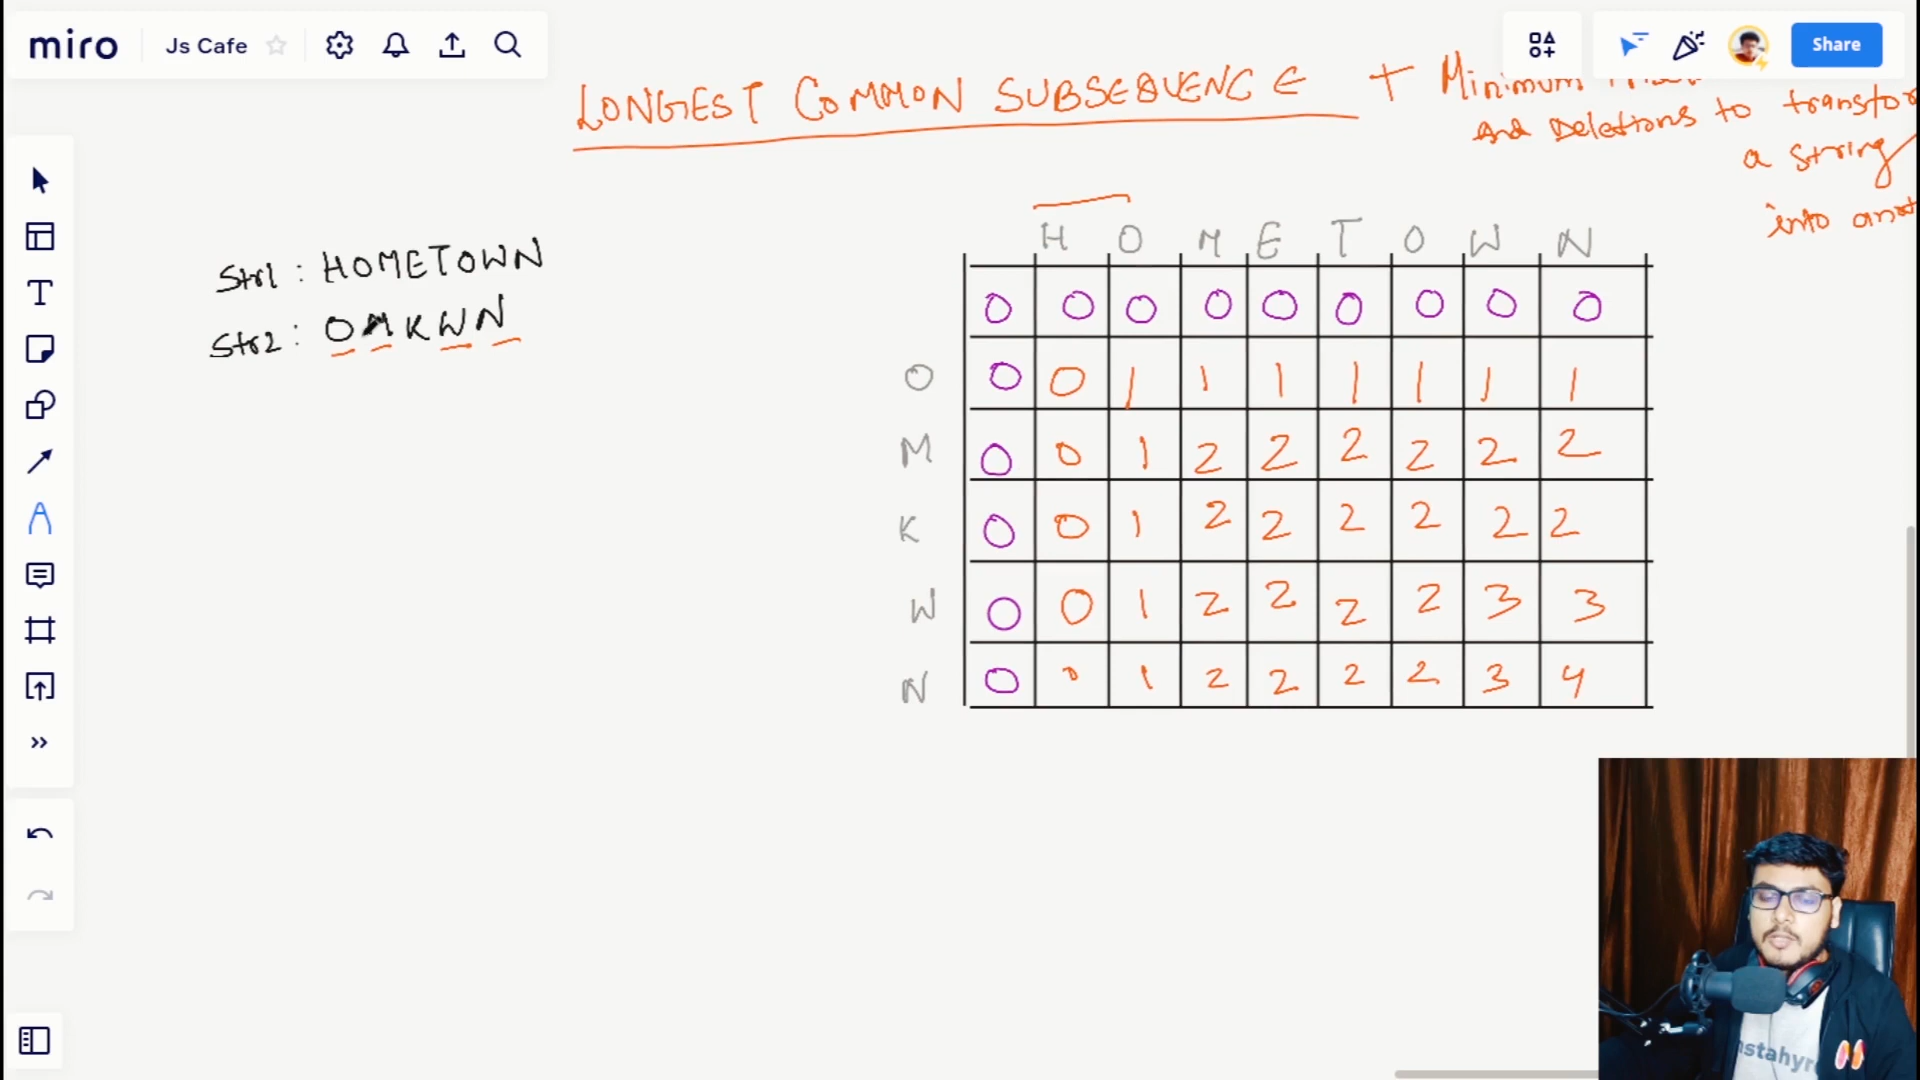 miro
Js Cafe
Share
LONGEST COMMON SUBSEQUENCE + Minimum
And Deletions to transfor
a string
into anot
Str1 : HOMETOWN
Str2 : OMKWN
H O M E T O W N
0 0 0 0 0 0 0 0 0
O 0 0 1 1 1 1 1 1 1
M 0 0 1 2 2 2 2 2 2
K 0 0 1 2 2 2 2 2 2
W 0 0 1 2 2 2 2 3 3
N 0 0 1 2 2 2 2 3 4
nstahyr